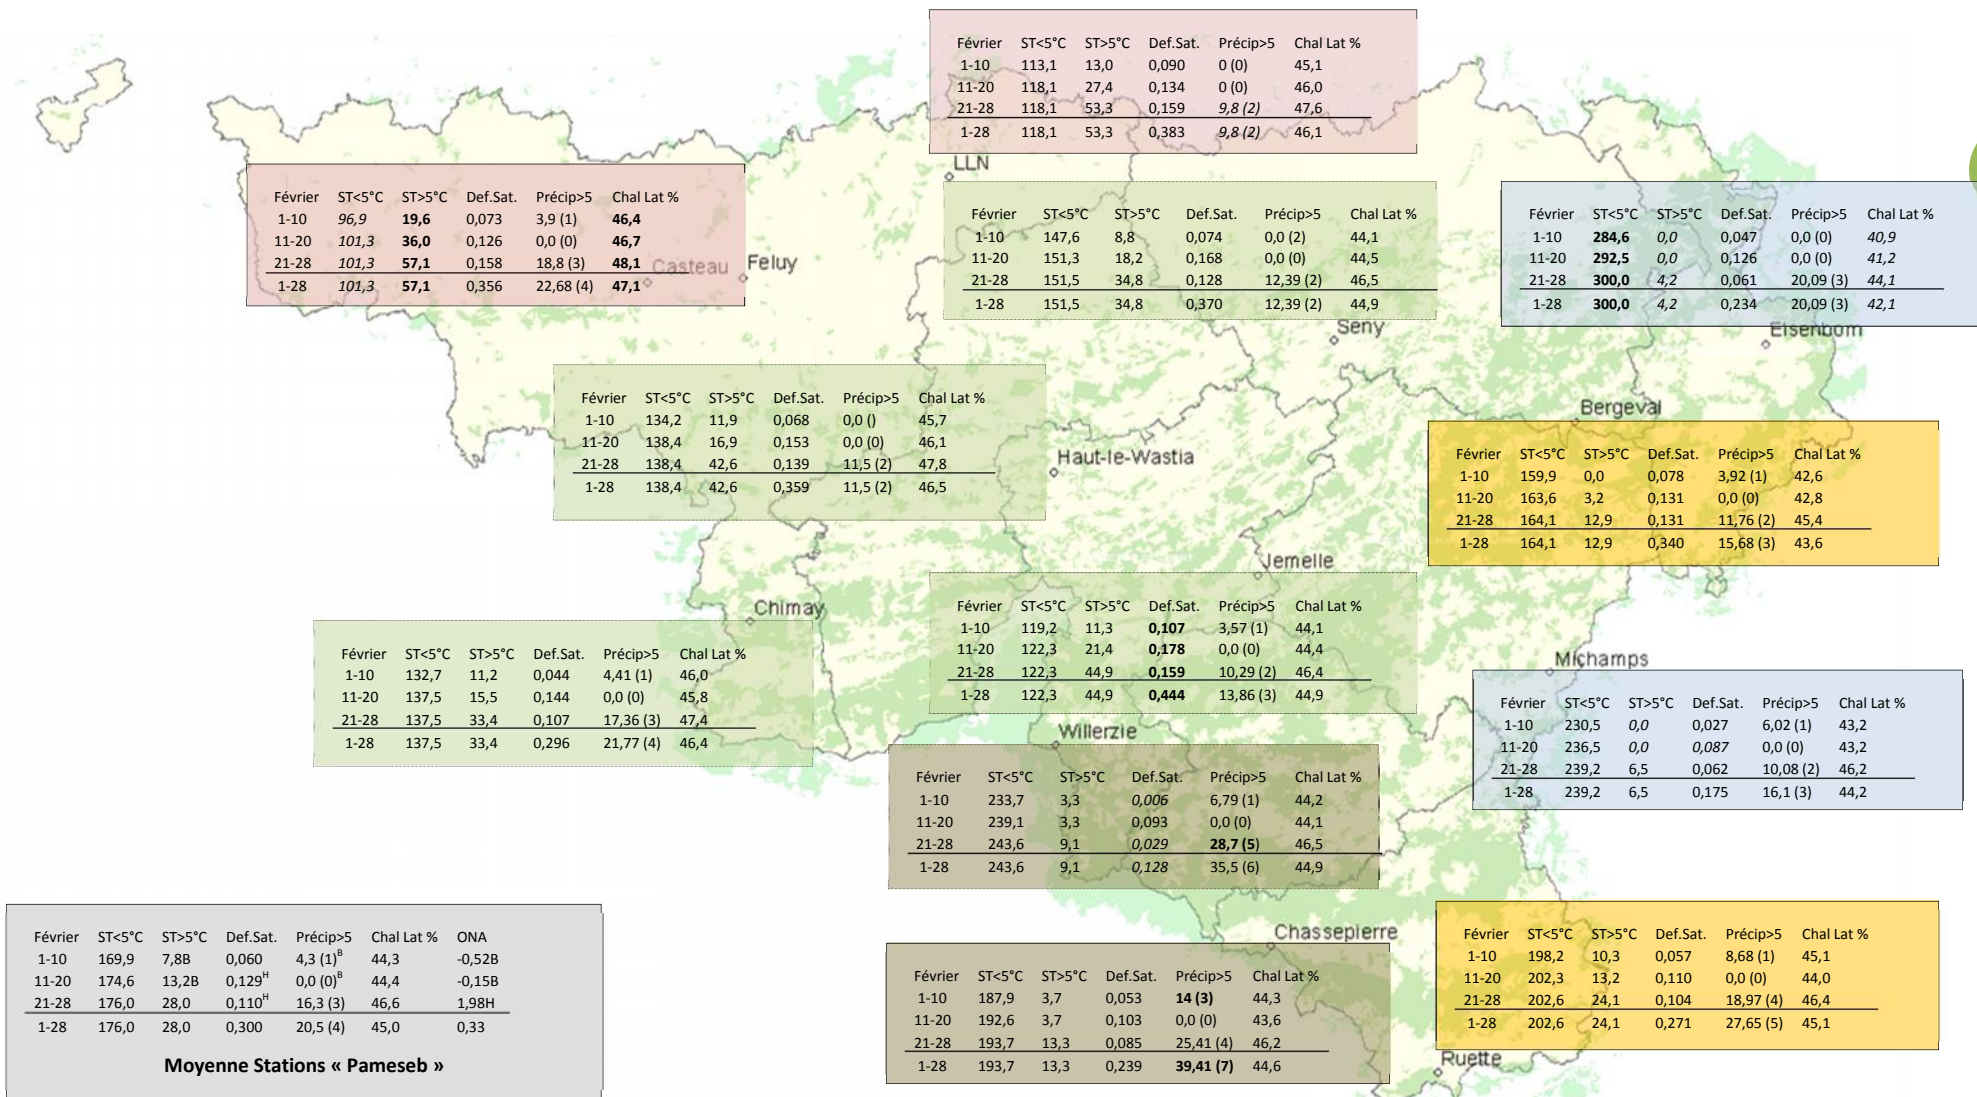 Février ST<5°C ST>5°C Def.Sat. Précip>5 Chal Lat %
1-10 113,1 13,0 0,090 0 (0) 45,1
11-20 118,1 27,4 0,134 0 (0) 46,0
21-28 118,1 53,3 0,159 9,8 (2) 47,6
1-28 118,1 53,3 0,383 9,8 (2) 46,1
LLN
Février ST<5°C ST>5°C Def.Sat. Précip>5 Chal Lat %
1-10 96,9 19,6 0,073 3,9 (1) 46,4
11-20 101,3 36,0 0,126 0,0 (0) 46,7
21-28 101,3 57,1 0,158 18,8 (3) 48,1
1-28 101,3 57,1 0,356 22,68 (4) 47,1
Casteau
Feluy
Février ST<5°C ST>5°C Def.Sat. Précip>5 Chal Lat %
1-10 147,6 8,8 0,074 0,0 (2) 44,1
11-20 151,3 18,2 0,168 0,0 (0) 44,5
21-28 151,5 34,8 0,128 12,39 (2) 46,5
1-28 151,5 34,8 0,370 12,39 (2) 44,9
Seny
Février ST<5°C ST>5°C Def.Sat. Précip>5 Chal Lat %
1-10 284,6 0,0 0,047 0,0 (0) 40,9
11-20 292,5 0,0 0,126 0,0 (0) 41,2
21-28 300,0 4,2 0,061 20,09 (3) 44,1
1-28 300,0 4,2 0,234 20,09 (3) 42,1
Elsenborn
Février ST<5°C ST>5°C Def.Sat. Précip>5 Chal Lat %
1-10 134,2 11,9 0,068 0,0 () 45,7
11-20 138,4 16,9 0,153 0,0 (0) 46,1
21-28 138,4 42,6 0,139 11,5 (2) 47,8
1-28 138,4 42,6 0,359 11,5 (2) 46,5
Haut-le-Wastia
Bergeval
Février ST<5°C ST>5°C Def.Sat. Précip>5 Chal Lat %
1-10 159,9 0,0 0,078 3,92 (1) 42,6
11-20 163,6 3,2 0,131 0,0 (0) 42,8
21-28 164,1 12,9 0,131 11,76 (2) 45,4
1-28 164,1 12,9 0,340 15,68 (3) 43,6
Jemelle
Février ST<5°C ST>5°C Def.Sat. Précip>5 Chal Lat %
1-10 119,2 11,3 0,107 3,57 (1) 44,1
11-20 122,3 21,4 0,178 0,0 (0) 44,4
21-28 122,3 44,9 0,159 10,29 (2) 46,4
1-28 122,3 44,9 0,444 13,86 (3) 44,9
Chimay
Février ST<5°C ST>5°C Def.Sat. Précip>5 Chal Lat %
1-10 132,7 11,2 0,044 4,41 (1) 46,0
11-20 137,5 15,5 0,144 0,0 (0) 45,8
21-28 137,5 33,4 0,107 17,36 (3) 47,4
1-28 137,5 33,4 0,296 21,77 (4) 46,4
Michamps
Février ST<5°C ST>5°C Def.Sat. Précip>5 Chal Lat %
1-10 230,5 0,0 0,027 6,02 (1) 43,2
11-20 236,5 0,0 0,087 0,0 (0) 43,2
21-28 239,2 6,5 0,062 10,08 (2) 46,2
1-28 239,2 6,5 0,175 16,1 (3) 44,2
Willerzie
Février ST<5°C ST>5°C Def.Sat. Précip>5 Chal Lat %
1-10 233,7 3,3 0,006 6,79 (1) 44,2
11-20 239,1 3,3 0,093 0,0 (0) 44,1
21-28 243,6 9,1 0,029 28,7 (5) 46,5
1-28 243,6 9,1 0,128 35,5 (6) 44,9
Février ST<5°C ST>5°C Def.Sat. Précip>5 Chal Lat % ONA
1-10 169,9 7,8B 0,060 4,3 (1)B 44,3 -0,52B
11-20 174,6 13,2B 0,129H 0,0 (0)B 44,4 -0,15B
21-28 176,0 28,0 0,110H 16,3 (3) 46,6 1,98H
1-28 176,0 28,0 0,300 20,5 (4) 45,0 0,33
Moyenne Stations « Pameseb »
Chassepierre
Février ST<5°C ST>5°C Def.Sat. Précip>5 Chal Lat %
1-10 187,9 3,7 0,053 14 (3) 44,3
11-20 192,6 3,7 0,103 0,0 (0) 43,6
21-28 193,7 13,3 0,085 25,41 (4) 46,2
1-28 193,7 13,3 0,239 39,41 (7) 44,6
Février ST<5°C ST>5°C Def.Sat. Précip>5 Chal Lat %
1-10 198,2 10,3 0,057 8,68 (1) 45,1
11-20 202,3 13,2 0,110 0,0 (0) 44,0
21-28 202,6 24,1 0,104 18,97 (4) 46,4
1-28 202,6 24,1 0,271 27,65 (5) 45,1
Ruette